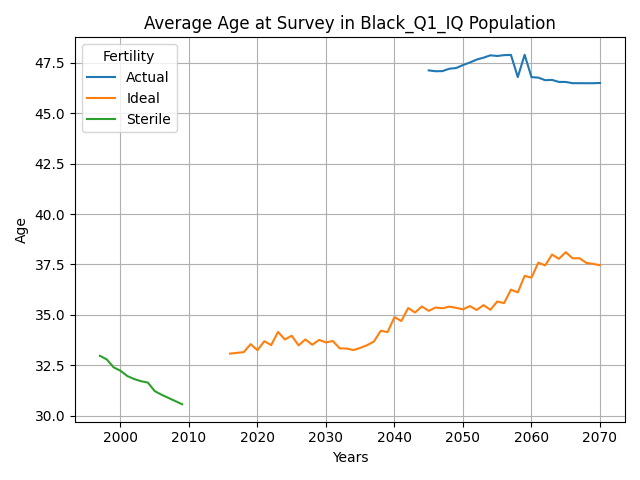 Average Age at Survey in Black_Q1_IQ Population
Fertility
Actual
Ideal
Sterile
Age
47.5
45.0
42.5
40.0
37.5
35.0
32.5
30.0
2000 2010 2020 2030 2040 2050 2060 2070
Years